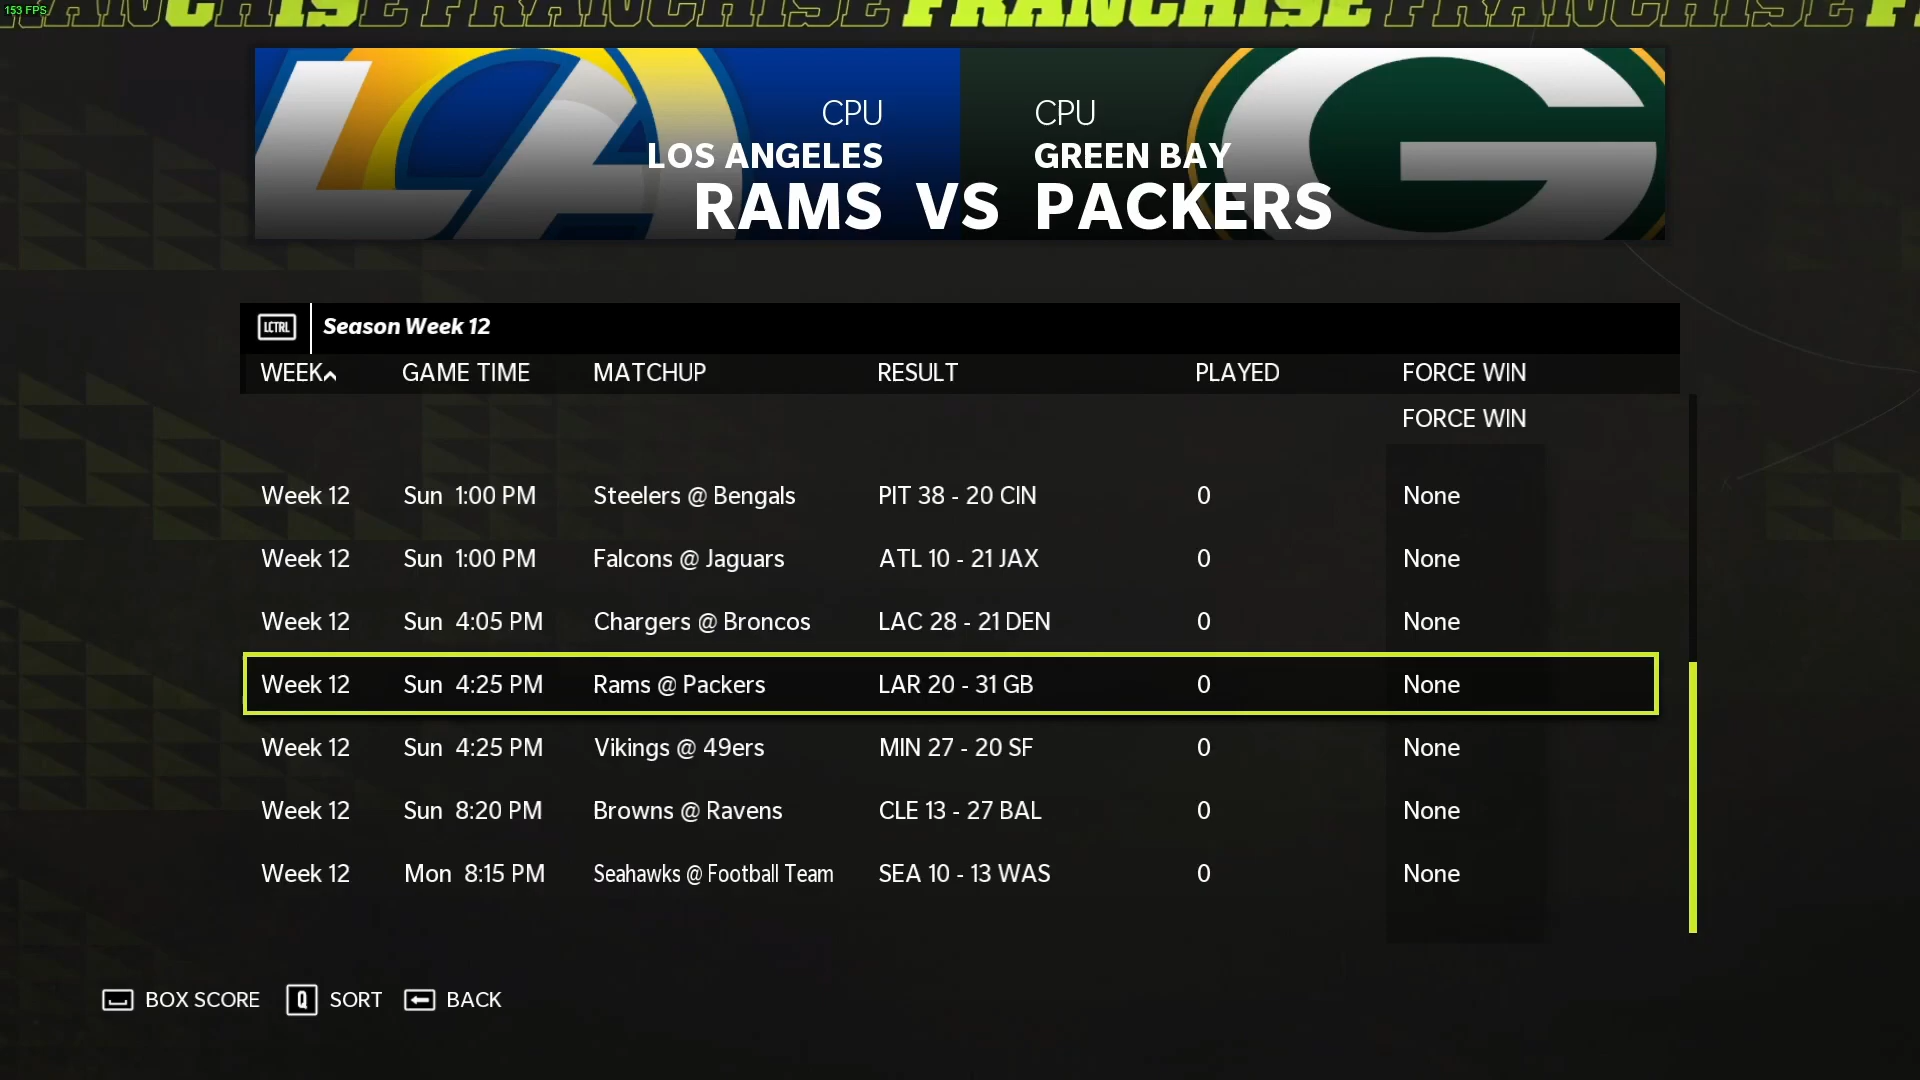 153 FPS
FRANCHISE FRANCHISE FRANCHISE FRANCHISE
CPU CPU
LOS ANGELES GREEN BAY
RAMS VS PACKERS
LCTRL Season Week 12
WEEK GAME TIME MATCHUP RESULT PLAYED FORCE WIN
FORCE WIN
Week 12 Sun 1:00 PM Steelers @ Bengals PIT 38 - 20 CIN 0 None
Week 12 Sun 1:00 PM Falcons @ Jaguars ATL 10 - 21 JAX 0 None
Week 12 Sun 4:05 PM Chargers @ Broncos LAC 28 - 21 DEN 0 None
Week 12 Sun 4:25 PM Rams @ Packers LAR 20 - 31 GB 0 None
Week 12 Sun 4:25 PM Vikings @ 49ers MIN 27 - 20 SF 0 None
Week 12 Sun 8:20 PM Browns @ Ravens CLE 13 - 27 BAL 0 None
Week 12 Mon 8:15 PM Seahawks @ Football Team SEA 10 - 13 WAS 0 None
BOX SCORE Q SORT BACK